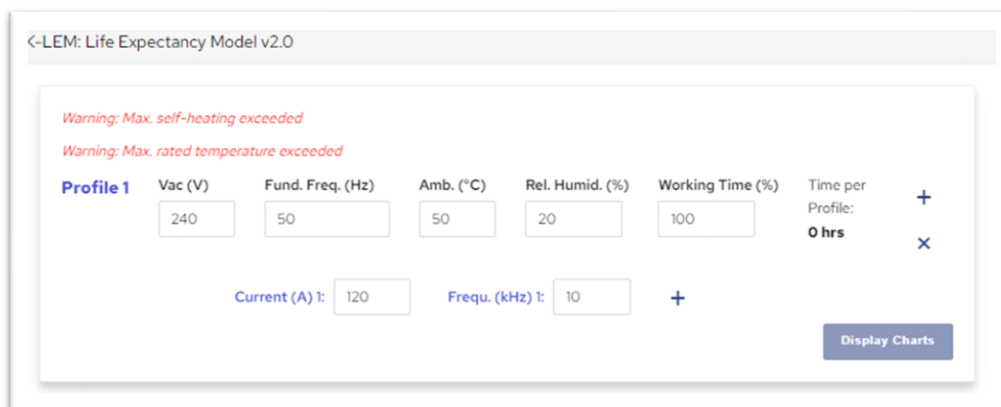 K-LEM: Life Expectancy Model v2.0
Warning: Max. self-heating exceeded
Warning: Max. rated temperature exceeded
Profile 1
Vac (V) Fund. Freq. (Hz) Amb. (°C) Rel. Humid. (%) Working Time (%)
240 50 50 20 100
Time per
Profile:
0 hrs
+
×
Current (A) 1: 120 Frequ. (kHz) 1: 10 +
Display Charts